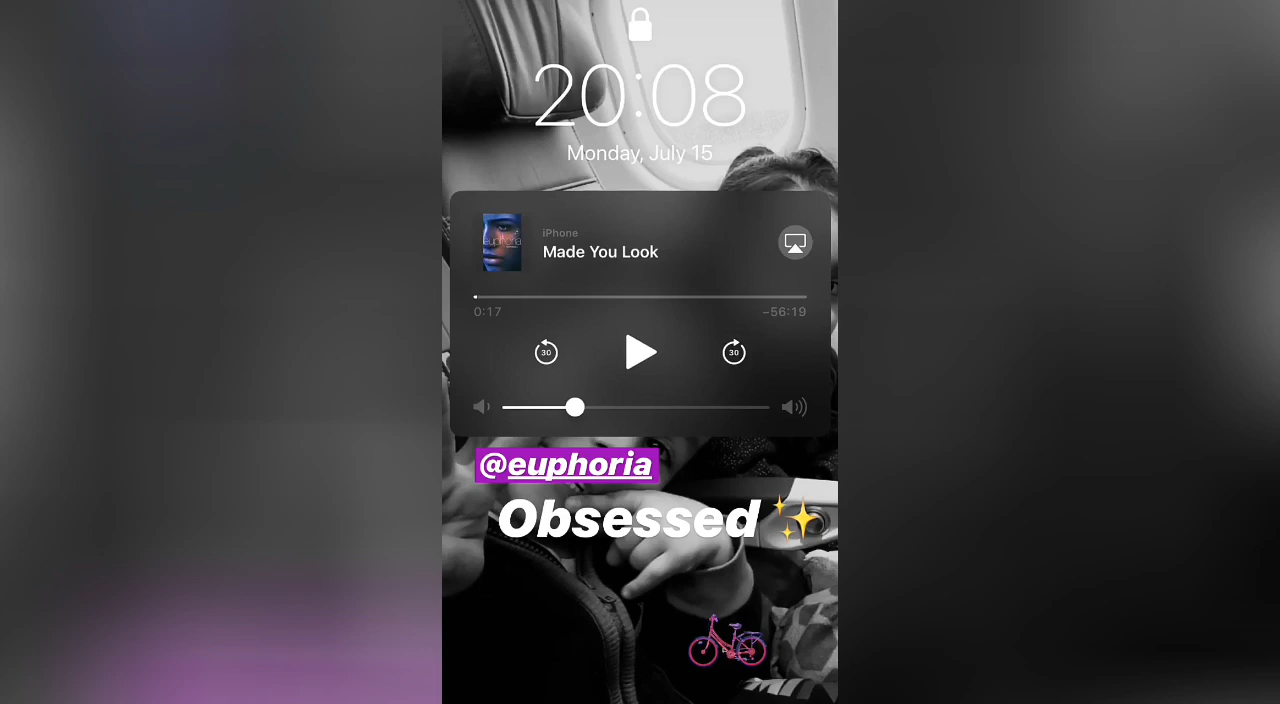 20:08
Monday, July 15
euphoria
iPhone
Made You Look
0:17
-56:19
30
30
@euphoria
Obsessed ✨